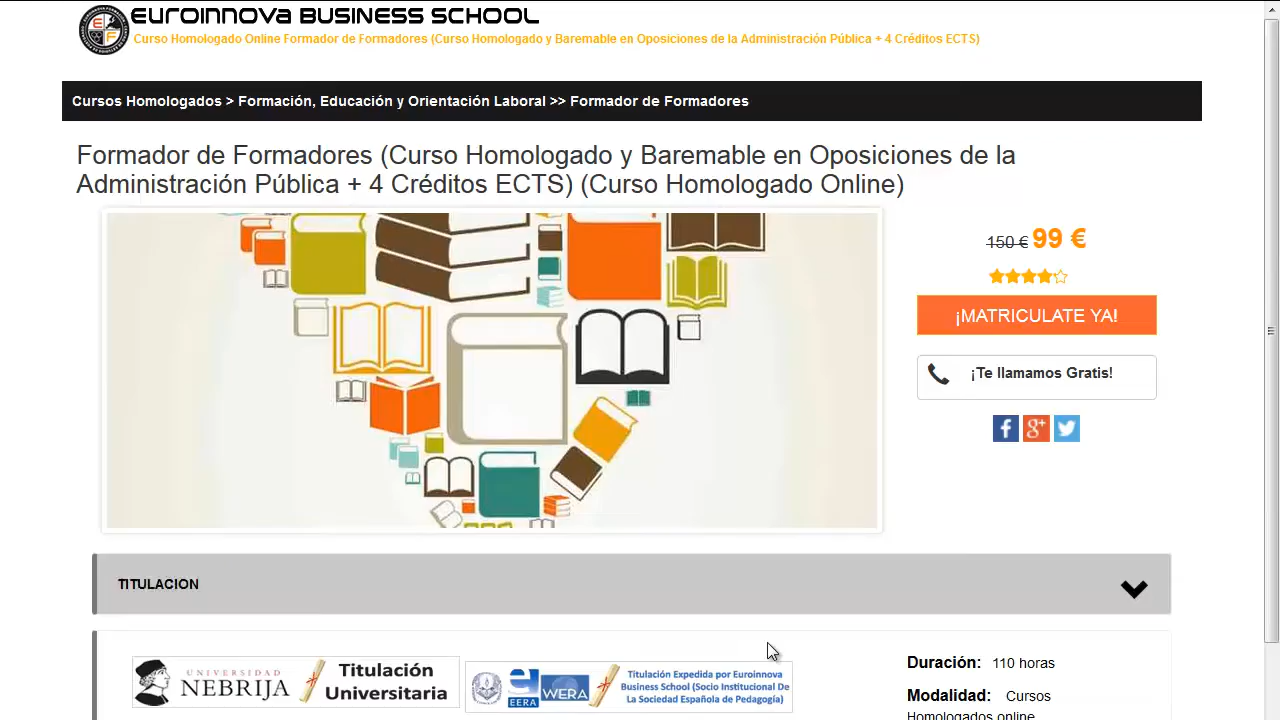 EUROINNOVA BUSINESS SCHOOL
Curso Homologado Online Formador de Formadores (Curso Homologado y Baremable en Oposiciones de la Administración Pública + 4 Créditos ECTS)
Cursos Homologados > Formación, Educación y Orientación Laboral >> Formador de Formadores
Formador de Formadores (Curso Homologado y Baremable en Oposiciones de la
Administración Pública + 4 Créditos ECTS) (Curso Homologado Online)
150 € 99 €
¡MATRICULATE YA!
¡Te llamamos Gratis!
TITULACION
UNIVERSIDAD
NEBRIJA
Titulación
Universitaria
EERA
WERA
Titulación Expedida por Euroinnova
Business School (Socio Institucional De
La Sociedad Española de Pedagogía)
Duración: 110 horas
Modalidad: Cursos
Homologados online